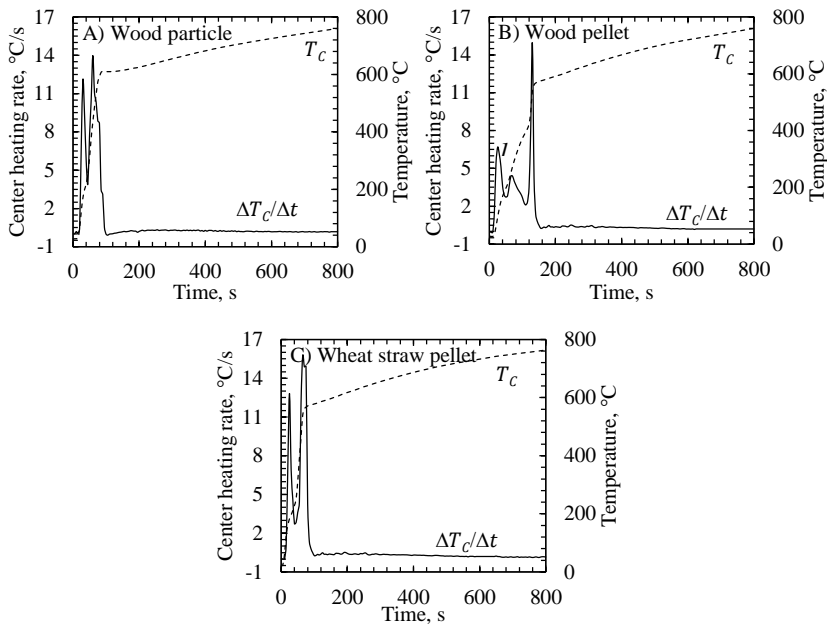 A) Wood particle
Center heating rate, °C/s
17
14
11
8
5
2
-1
T_C
ΔT_C/Δt
800
600
400
200
0
Temperature, °C
0 200 400 600 800
Time, s
B) Wood pellet
Center heating rate, °C/s
17
14
11
8
5
2
-1
1
T_C
ΔT_C/Δt
800
600
400
200
0
Temperature, °C
0 200 400 600 800
Time, s
C) Wheat straw pellet
Center heating rate, °C/s
17
14
11
8
5
2
-1
T_C
ΔT_C/Δt
800
600
400
200
0
Temperature, °C
0 200 400 600 800
Time, s